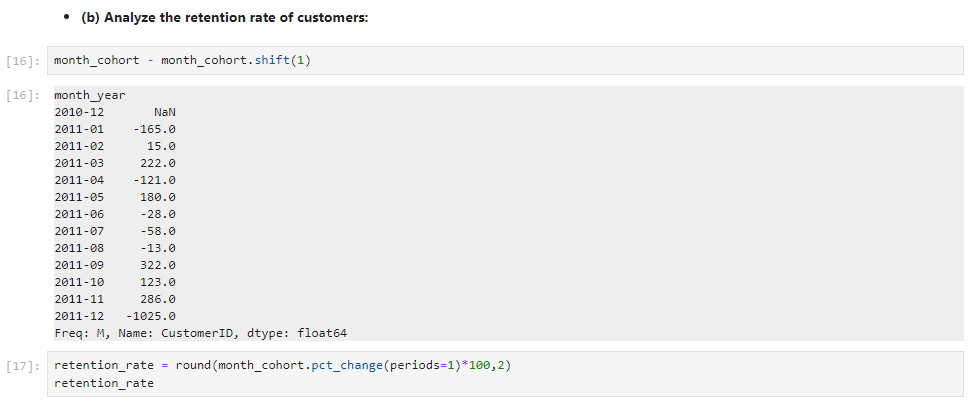 • (b) Analyze the retention rate of customers:
[16]: month_cohort - month_cohort.shift(1)
[16]: month_year
2010-12 NaN
2011-01 -165.0
2011-02 15.0
2011-03 222.0
2011-04 -121.0
2011-05 180.0
2011-06 -28.0
2011-07 -58.0
2011-08 -13.0
2011-09 322.0
2011-10 123.0
2011-11 286.0
2011-12 -1025.0
Freq: M, Name: CustomerID, dtype: float64
[17]: retention_rate = round(month_cohort.pct_change(periods=1)*100,2)
retention_rate